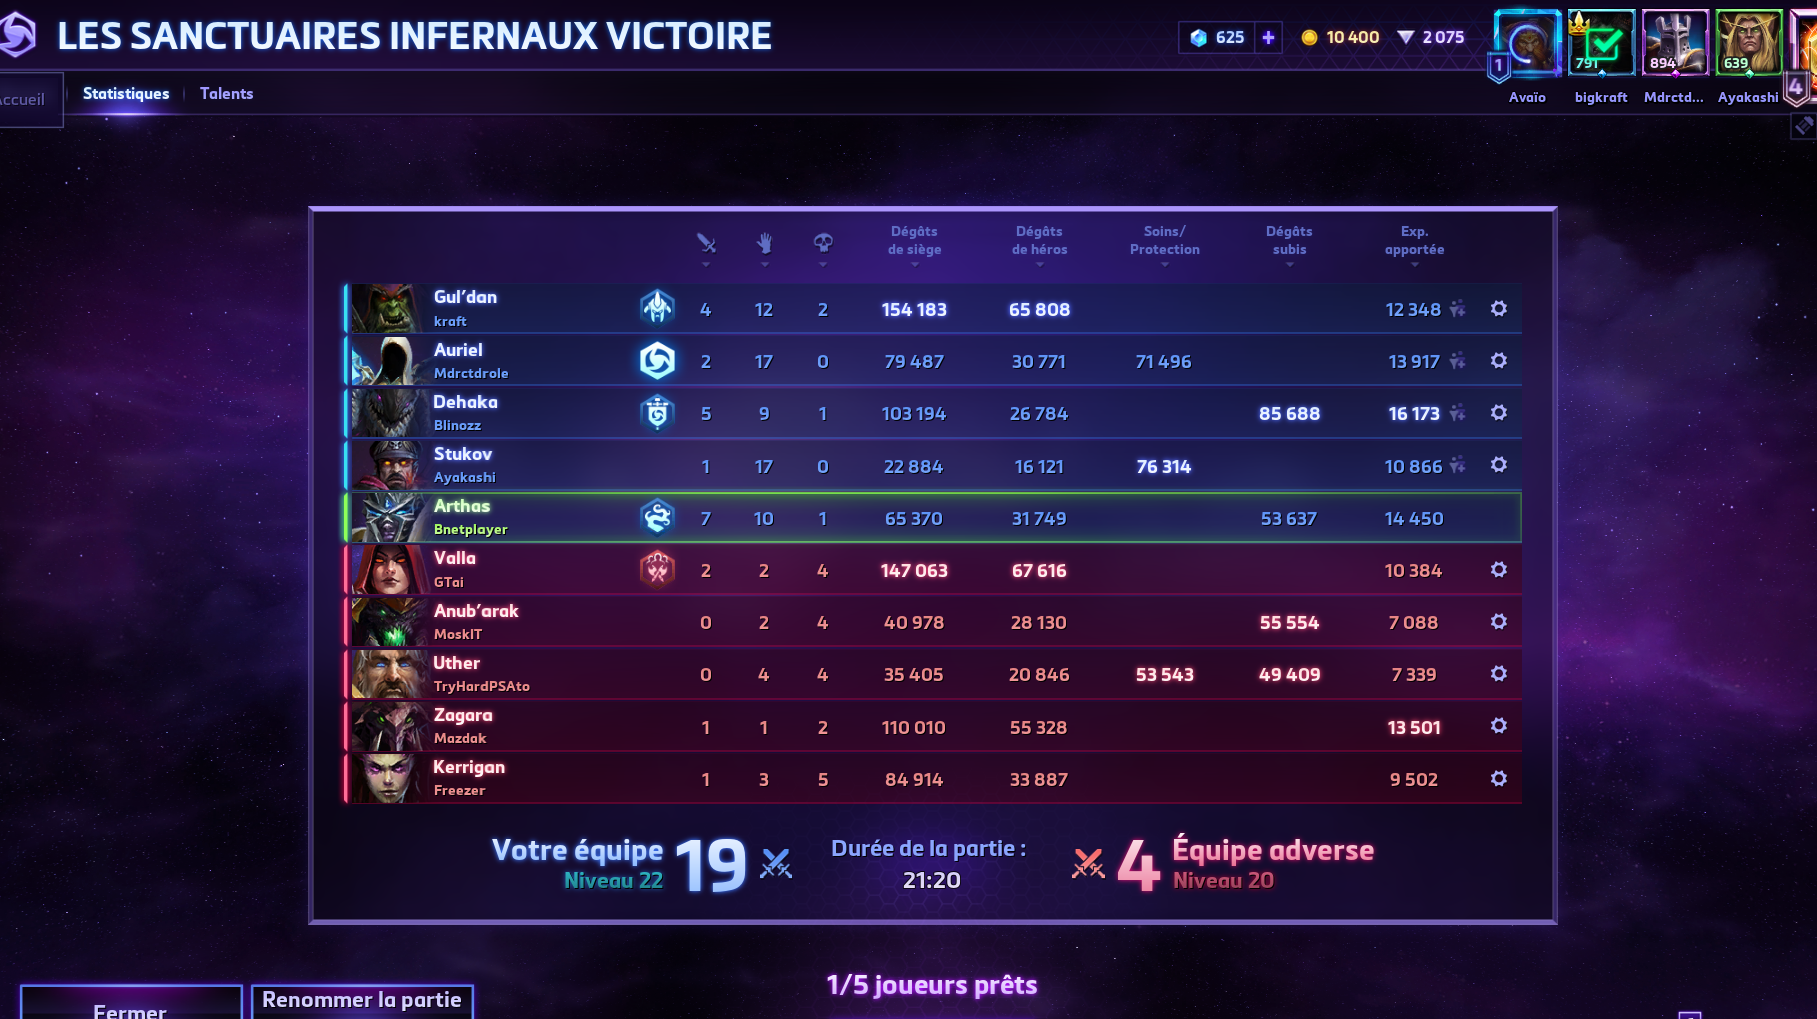 LES SANCTUAIRES INFERNAUX VICTOIRE
625 + 10 400 2 075
1 791 894 639 4
Avaïo bigkraft Mdrctd... Ayakashi
Accueil Statistiques Talents
Dégâts de siège
Dégâts de héros
Soins/ Protection
Dégâts subis
Exp. apportée
Gul'dan
kraft
4 12 2 154 183 65 808 12 348
Auriel
Mdrctdrole
2 17 0 79 487 30 771 71 496 13 917
Dehaka
Blinozz
5 9 1 103 194 26 784 85 688 16 173
Stukov
Ayakashi
1 17 0 22 884 16 121 76 314 10 866
Arthas
Bnetplayer
7 10 1 65 370 31 749 53 637 14 450
Valla
GTai
2 2 4 147 063 67 616 10 384
Anub'arak
MoskIT
0 2 4 40 978 28 130 55 554 7 088
Uther
TryHardPSAto
0 4 4 35 405 20 846 53 543 49 409 7 339
Zagara
Mazdak
1 1 2 110 010 55 328 13 501
Kerrigan
Freezer
1 3 5 84 914 33 887 9 502
Votre équipe 19
Niveau 22
Durée de la partie :
21:20
4 Équipe adverse
Niveau 20
1/5 joueurs prêts
Fermer
Renommer la partie